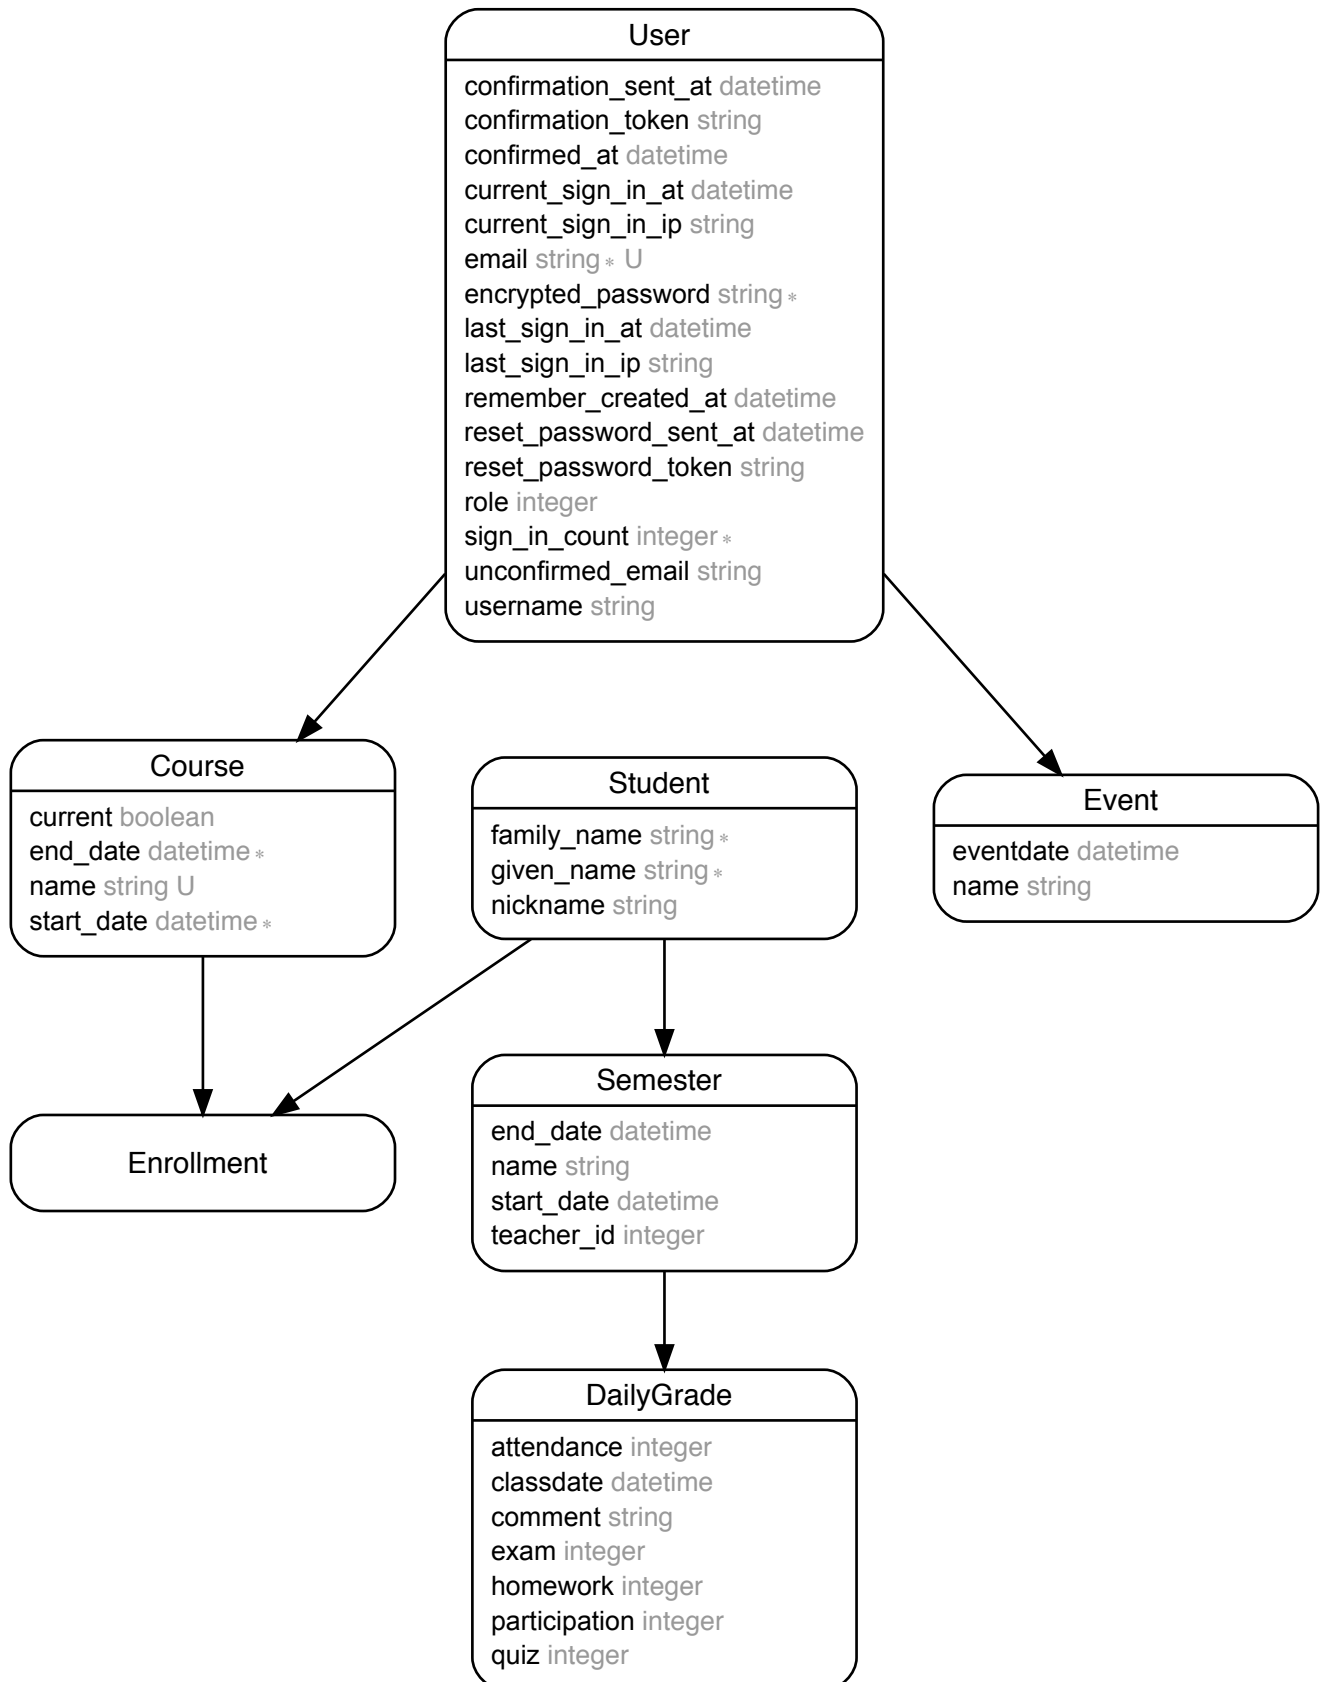 User
confirmation_sent_at datetime
confirmation_token string
confirmed_at datetime
current_sign_in_at datetime
current_sign_in_ip string
email string * U
encrypted_password string *
last_sign_in_at datetime
last_sign_in_ip string
remember_created_at datetime
reset_password_sent_at datetime
reset_password_token string
role integer
sign_in_count integer *
unconfirmed_email string
username string
Course
current boolean
end_date datetime *
name string U
start_date datetime *
Student
family_name string *
given_name string *
nickname string
Event
eventdate datetime
name string
Enrollment
Semester
end_date datetime
name string
start_date datetime
teacher_id integer
DailyGrade
attendance integer
classdate datetime
comment string
exam integer
homework integer
participation integer
quiz integer